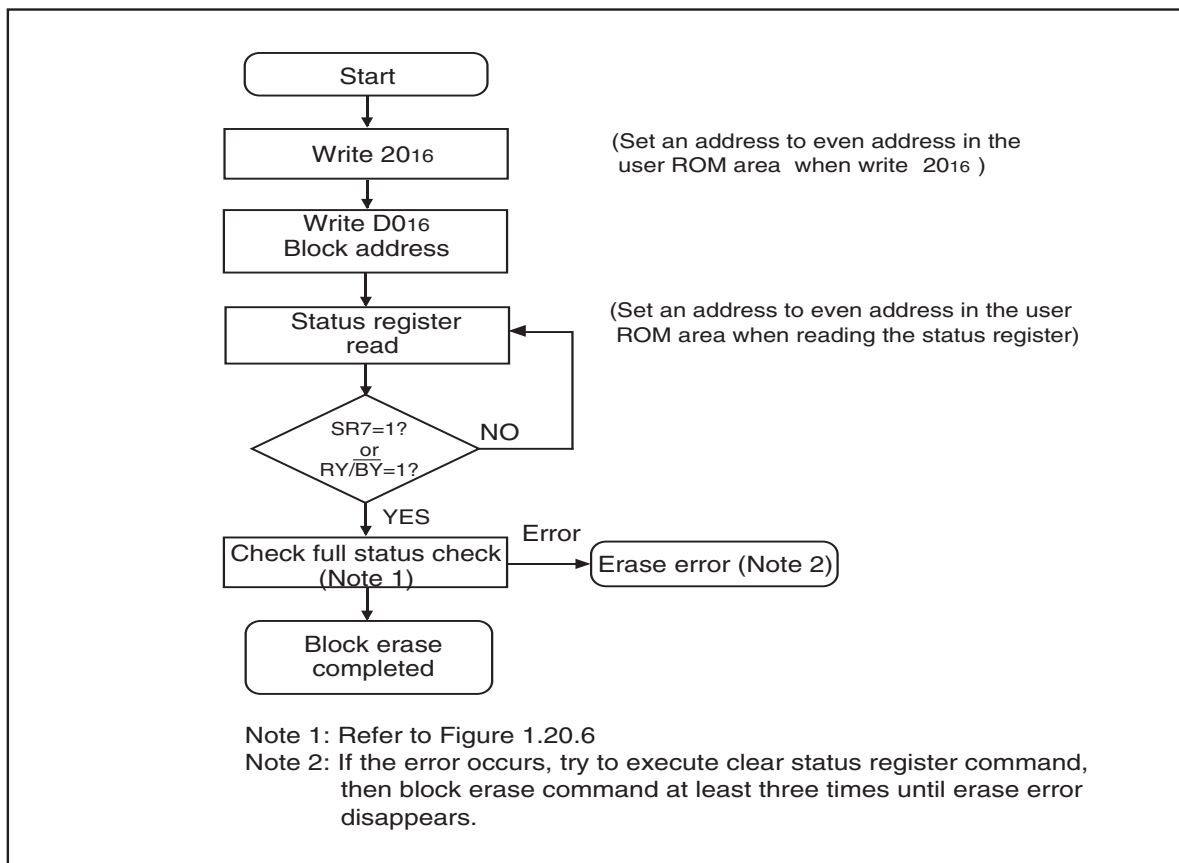 Start
Write 2016
(Set an address to even address in the
user ROM area when write 2016 )
Write D016
Block address
Status register
read
(Set an address to even address in the user
ROM area when reading the status register)
SR7=1?
or
RY/BY=1?
NO
YES
Check full status check
(Note 1)
Error
Erase error (Note 2)
Block erase
completed
Note 1: Refer to Figure 1.20.6
Note 2: If the error occurs, try to execute clear status register command,
then block erase command at least three times until erase error
disappears.